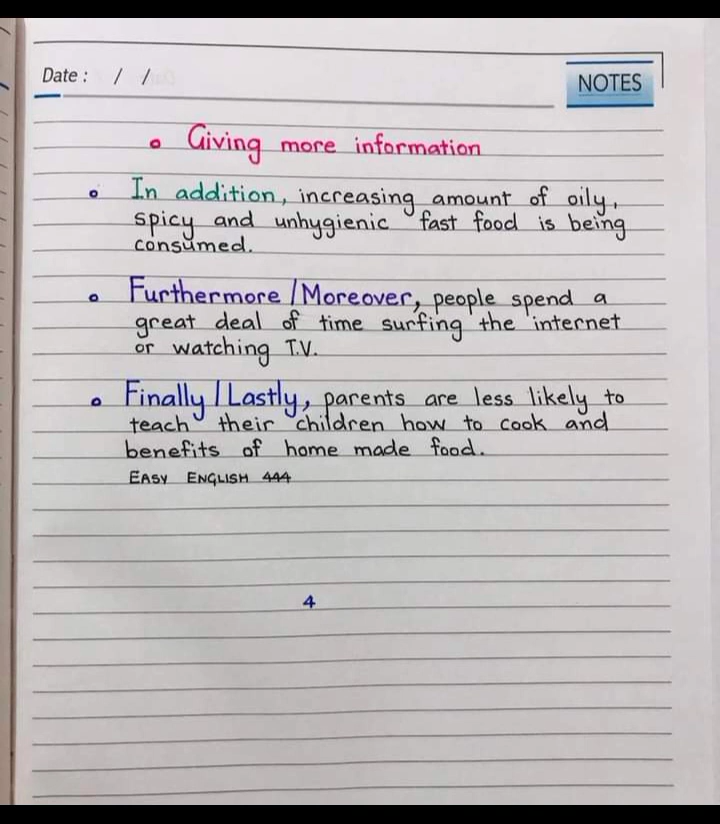 Date : / /
NOTES
Giving more information
In addition, increasing amount of oily,
spicy and unhygienic fast food is being
consumed.
Furthermore / Moreover, people spend a
great deal of time surfing the internet
or watching T.V.
Finally / Lastly, parents are less likely to
teach their children how to cook and
benefits of home made food.
EASY ENGLISH 444
4